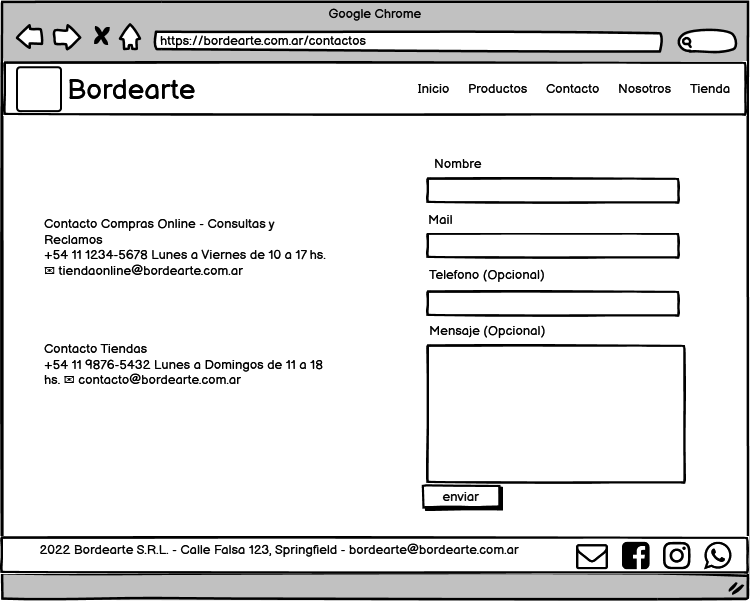 Google Chrome
https://bordearte.com.ar/contactos
Bordearte
Inicio Productos Contacto Nosotros Tienda
Nombre
Mail
Telefono (Opcional)
Mensaje (Opcional)
enviar
Contacto Compras Online - Consultas y
Reclamos
+54 11 1234-5678 Lunes a Viernes de 10 a 17 hs.
✉ tiendaonline@bordearte.com.ar
Contacto Tiendas
+54 11 9876-5432 Lunes a Domingos de 11 a 18
hs. ✉ contacto@bordearte.com.ar
2022 Bordearte S.R.L. - Calle Falsa 123, Springfield - bordearte@bordearte.com.ar